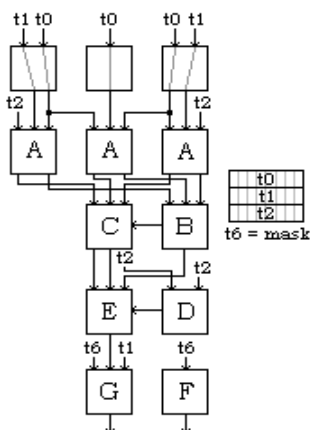 t1 t0 t0 t0 t1
t2 t2
A A A
t0
t1
t2
t6 = mask
C B
t2 t2
E D
t6 t1 t6
G F